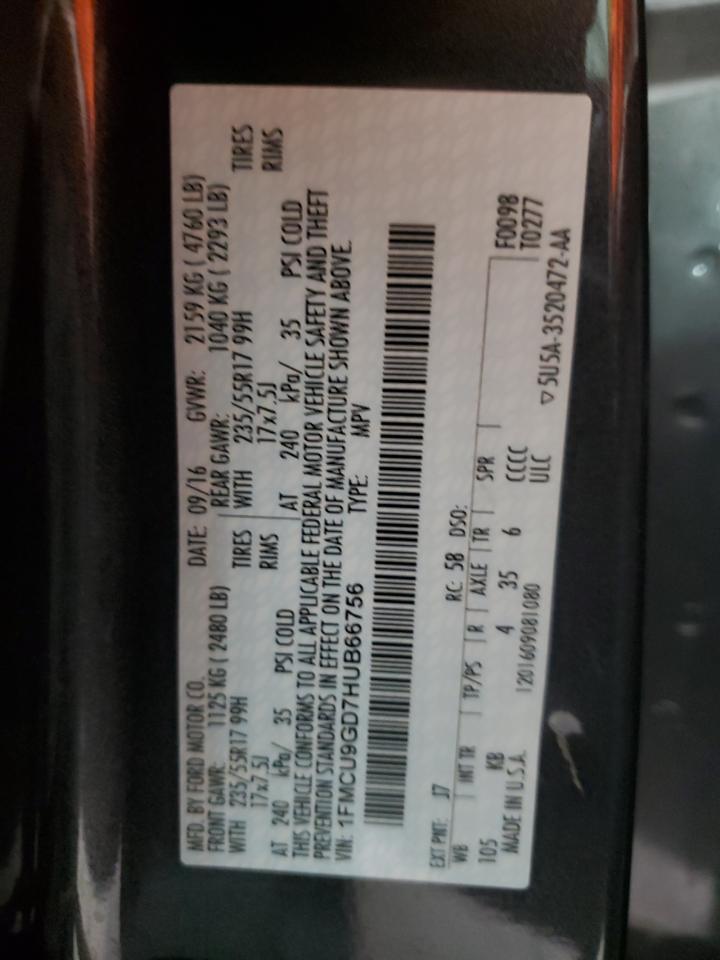 MFD. BY FORD MOTOR CO.
DATE: 09/16 GVWR: 2159 KG ( 4760 LB)
FRONT GAWR: 1125 KG ( 2480 LB) REAR GAWR: 1040 KG ( 2293 LB)
WITH 235/55R17 99H TIRES WITH 235/55R17 99H TIRES
17x7.5J RIMS 17x7.5J RIMS
AT 240 kPa/ 35 PSI COLD AT 240 kPa/ 35 PSI COLD
THIS VEHICLE CONFORMS TO ALL APPLICABLE FEDERAL MOTOR VEHICLE SAFETY AND THEFT
PREVENTION STANDARDS IN EFFECT ON THE DATE OF MANUFACTURE SHOWN ABOVE.
VIN: 1FMCU9GD7HUB66756 TYPE: MPV
EXT PNT: J7 RC: 58 DSO:
WB INT TR TP/PS R AXLE TR SPR F0098
105 KB 4 35 6 CCCC T0277
MADE IN U.S.A. 1201609081080 ULC
▽5U5A-3520472-AA